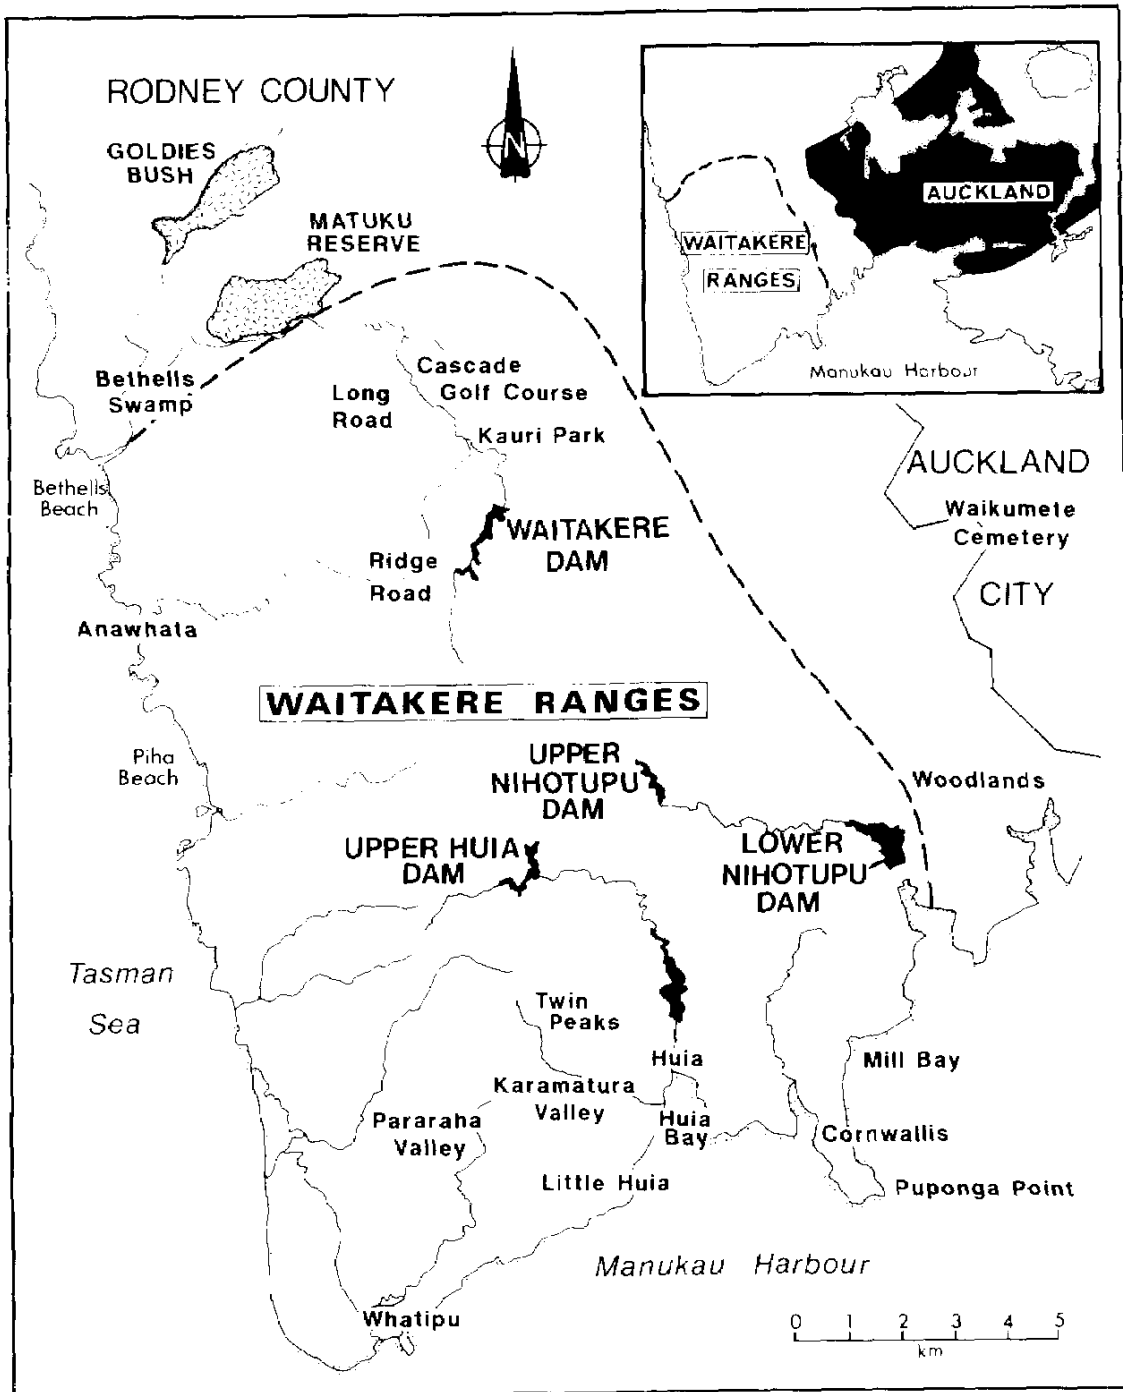 RODNEY COUNTY
GOLDIES
BUSH
MATUKU
RESERVE
N
AUCKLAND
WAITAKERE
RANGES
Manukau Harbour
Bethells
Swamp
Cascade
Golf Course
Long
Road
Kauri Park
Bethells
Beach
AUCKLAND
Waikumete
Cemetery
CITY
WAITAKERE
DAM
Ridge
Road
Anawhata
WAITAKERE RANGES
Piha
Beach
UPPER
NIHOTUPU
DAM
Woodlands
UPPER HUIA
DAM
LOWER
NIHOTUPU
DAM
Tasman
Sea
Twin
Peaks
Huia
Mill Bay
Karamatura
Valley
Pararaha
Valley
Huia
Bay
Cornwallis
Little Huia
Puponga Point
Manukau Harbour
Whatipu
0 1 2 3 4 5
km